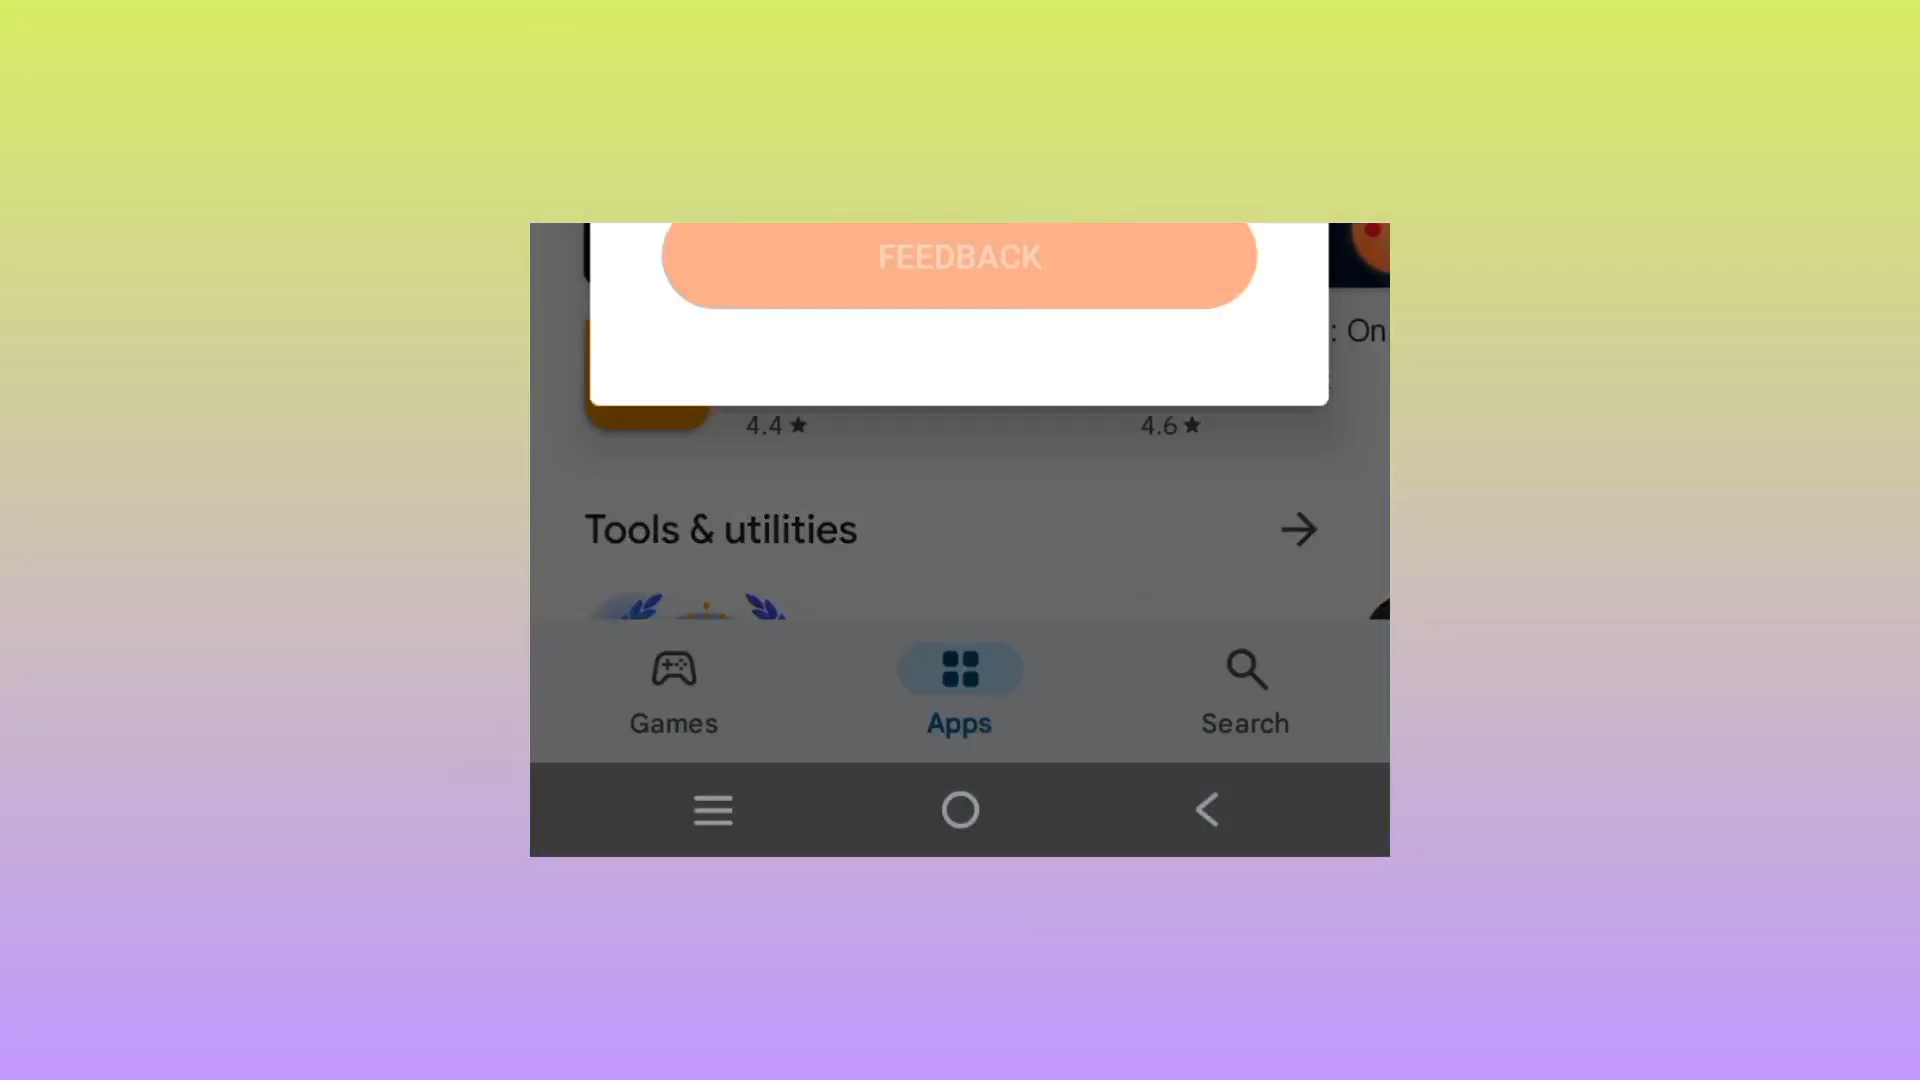 FEEDBACK
: On
4.4 ★ 4.6 ★
Tools & utilities
Games Apps Search